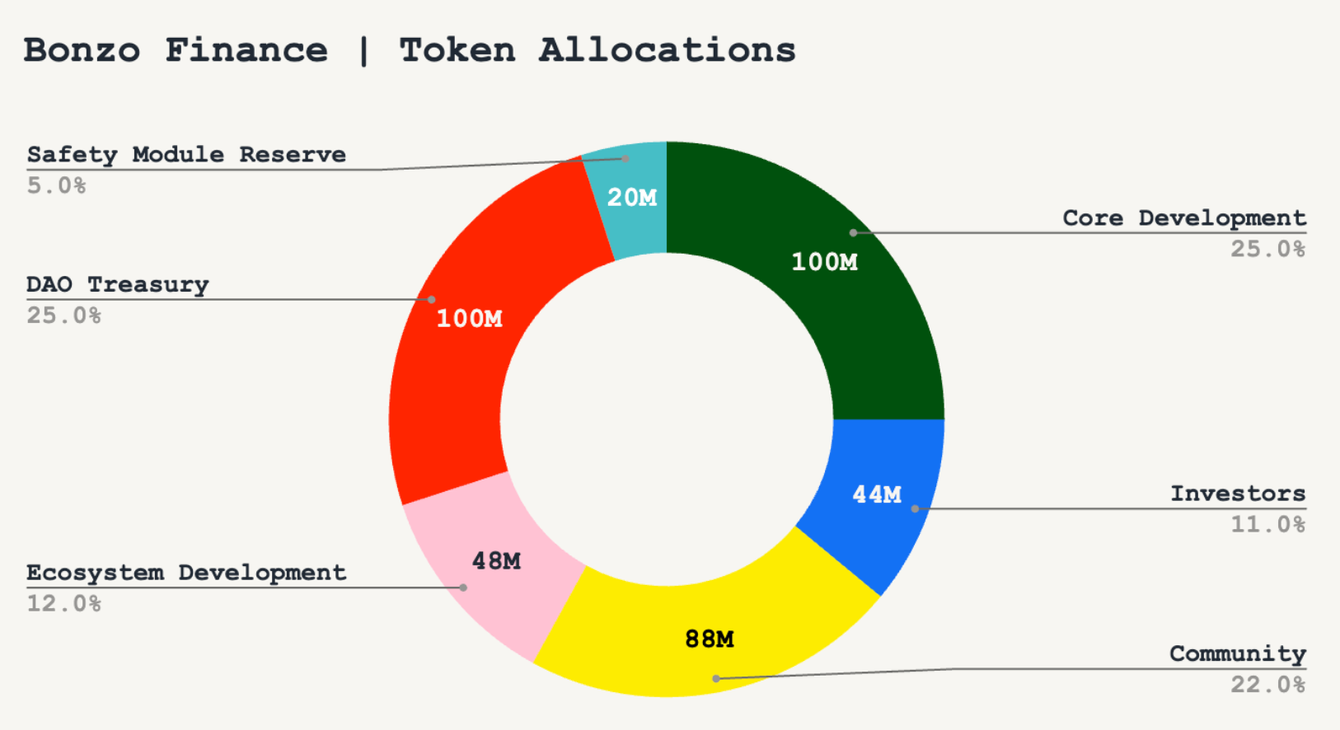 Bonzo Finance | Token Allocations
Safety Module Reserve
5.0%
20M
Core Development
25.0%
100M
DAO Treasury
25.0%
100M
44M
Investors
11.0%
Ecosystem Development
12.0%
48M
88M
Community
22.0%